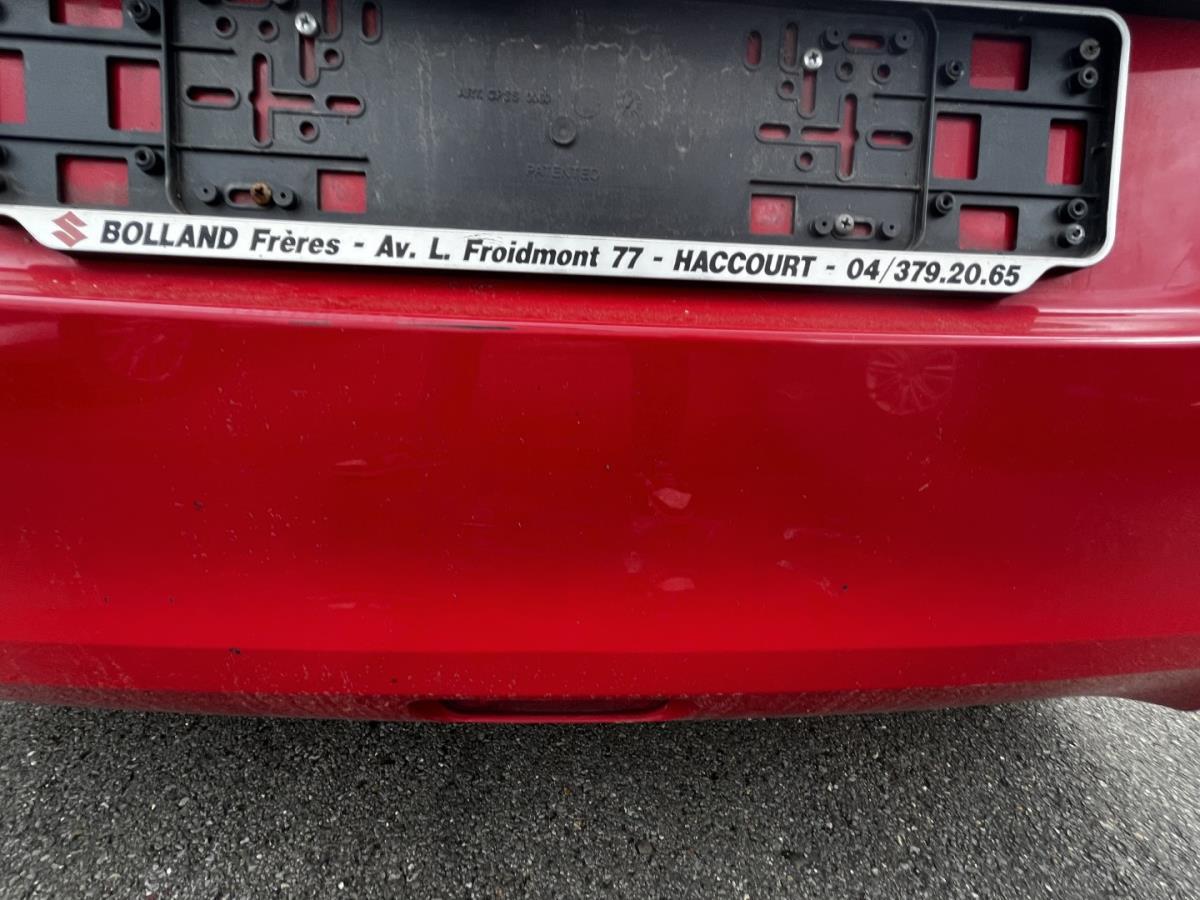 PATENTED
BOLLAND Frères - Av. L. Froidmont 77 - HACCOURT - 04/379.20.65